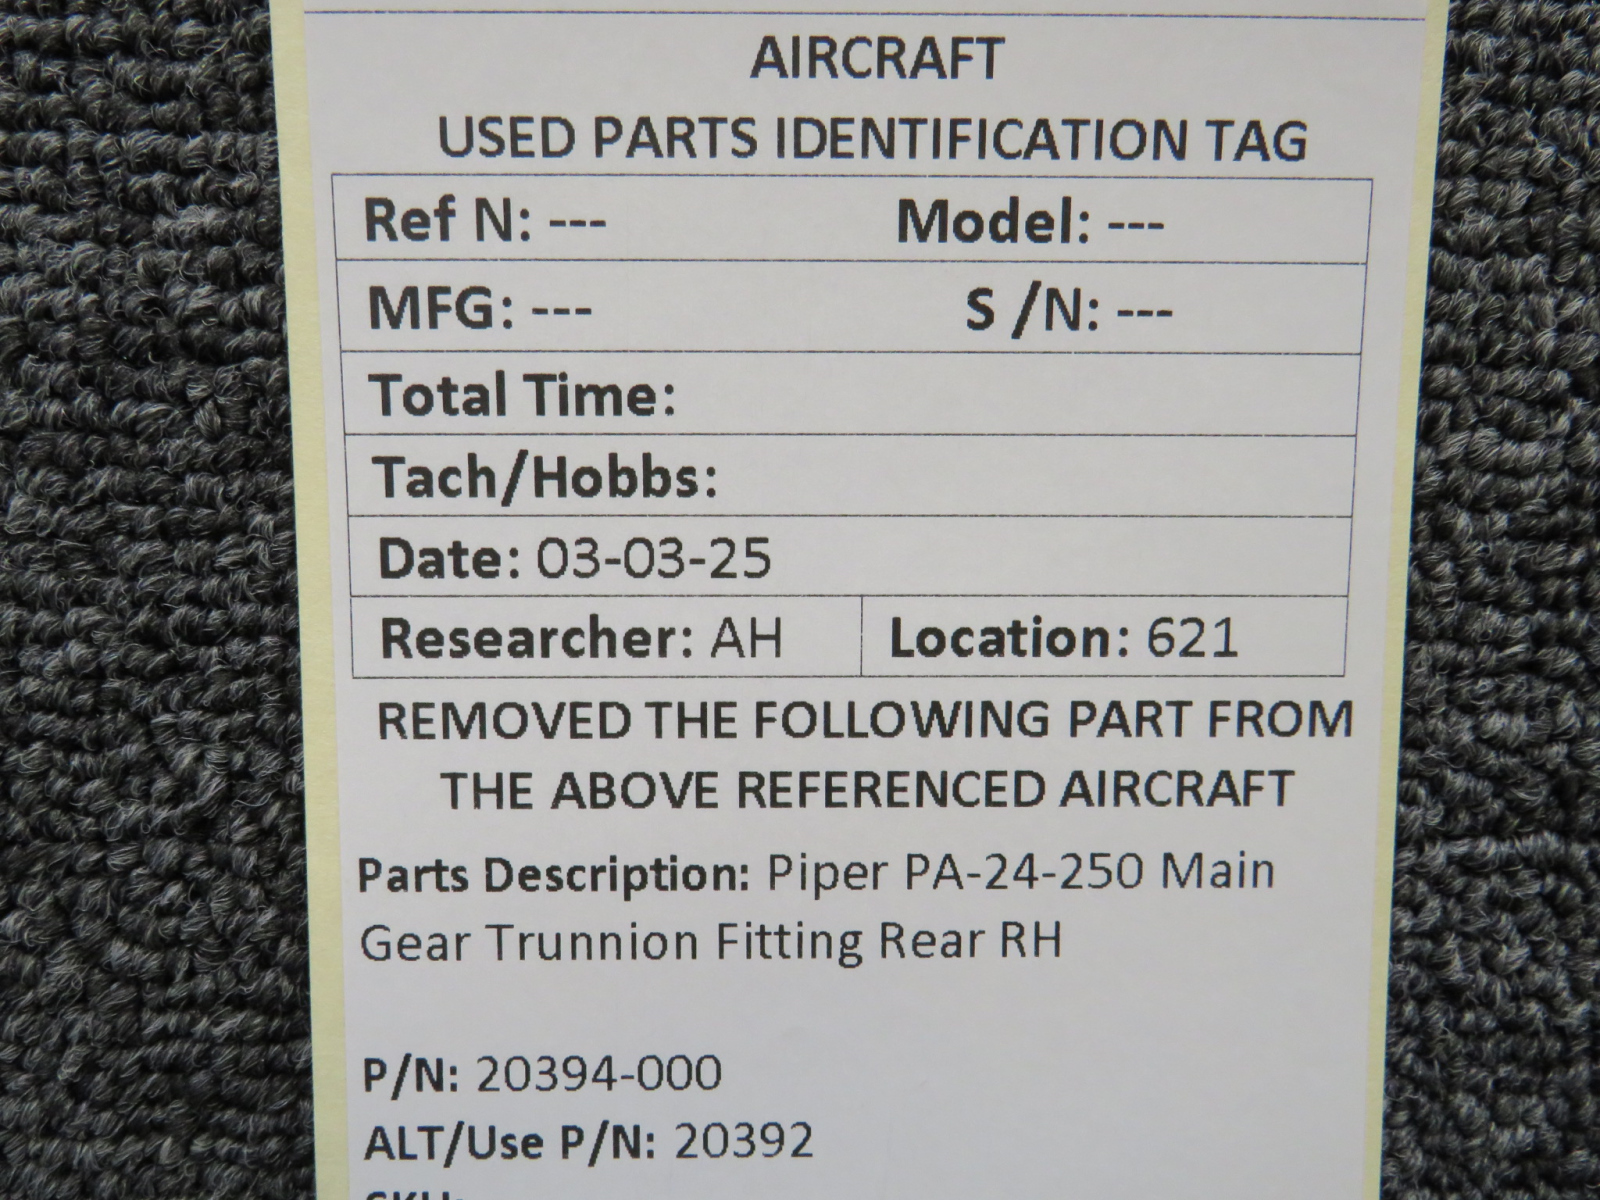 AIRCRAFT
USED PARTS IDENTIFICATION TAG
Ref N: --- Model: ---
MFG: --- S /N: ---
Total Time:
Tach/Hobbs:
Date: 03-03-25
Researcher: AH Location: 621
REMOVED THE FOLLOWING PART FROM
THE ABOVE REFERENCED AIRCRAFT
Parts Description: Piper PA-24-250 Main
Gear Trunnion Fitting Rear RH
P/N: 20394-000
ALT/Use P/N: 20392
SKU: